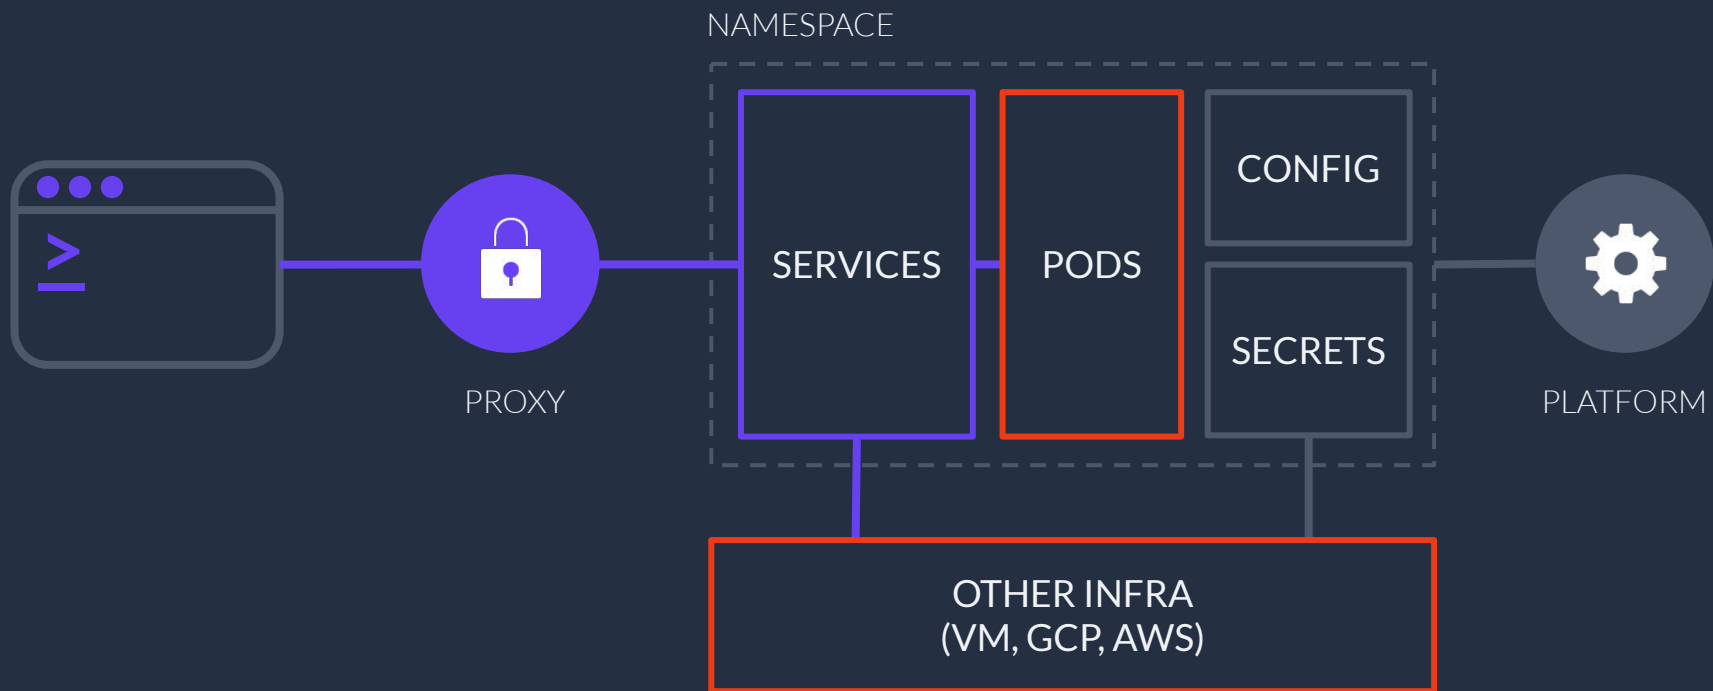 NAMESPACE
>_
SERVICES
PODS
CONFIG
SECRETS
PROXY
PLATFORM
OTHER INFRA
(VM, GCP, AWS)